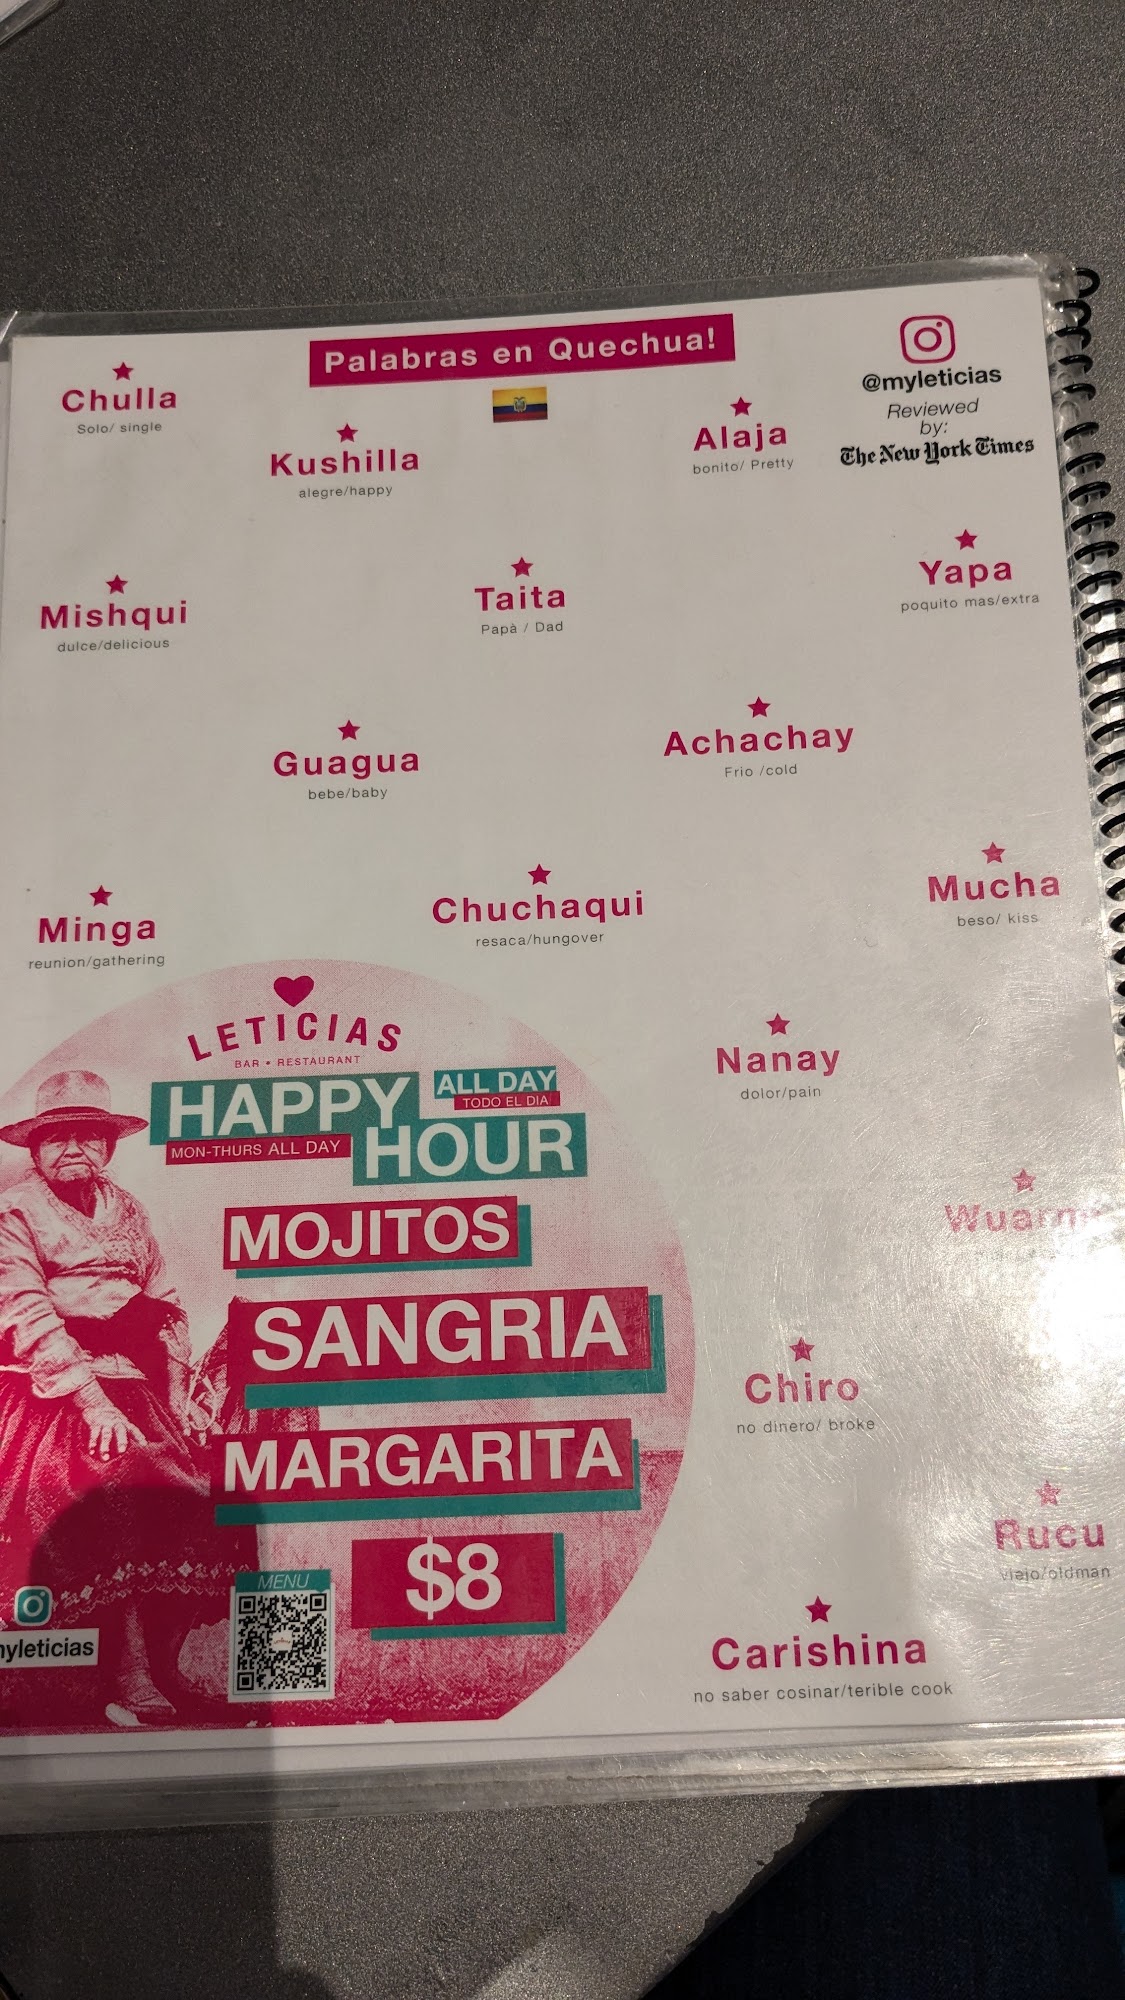 Palabras en Quechua!
@myleticias
Reviewed
by:
The New York Times
Chulla
Solo/ single
Kushilla
alegre/happy
Alaja
bonito/ Pretty
Yapa
poquito mas/extra
Mishqui
dulce/delicious
Taita
Papà / Dad
Guagua
bebe/baby
Achachay
Frio /cold
Mucha
beso/ kiss
Minga
reunion/gathering
Chuchaqui
resaca/hungover
Nanay
dolor/pain
Chiro
no dinero/ broke
Rucu
viejo/oldman
Carishina
no saber cosinar/terible cook
LETICIAS
BAR • RESTAURANT
HAPPY
ALL DAY
TODO EL DIA
MON-THURS ALL DAY
HOUR
MOJITOS
SANGRIA
MARGARITA
$8
MENU
myleticias